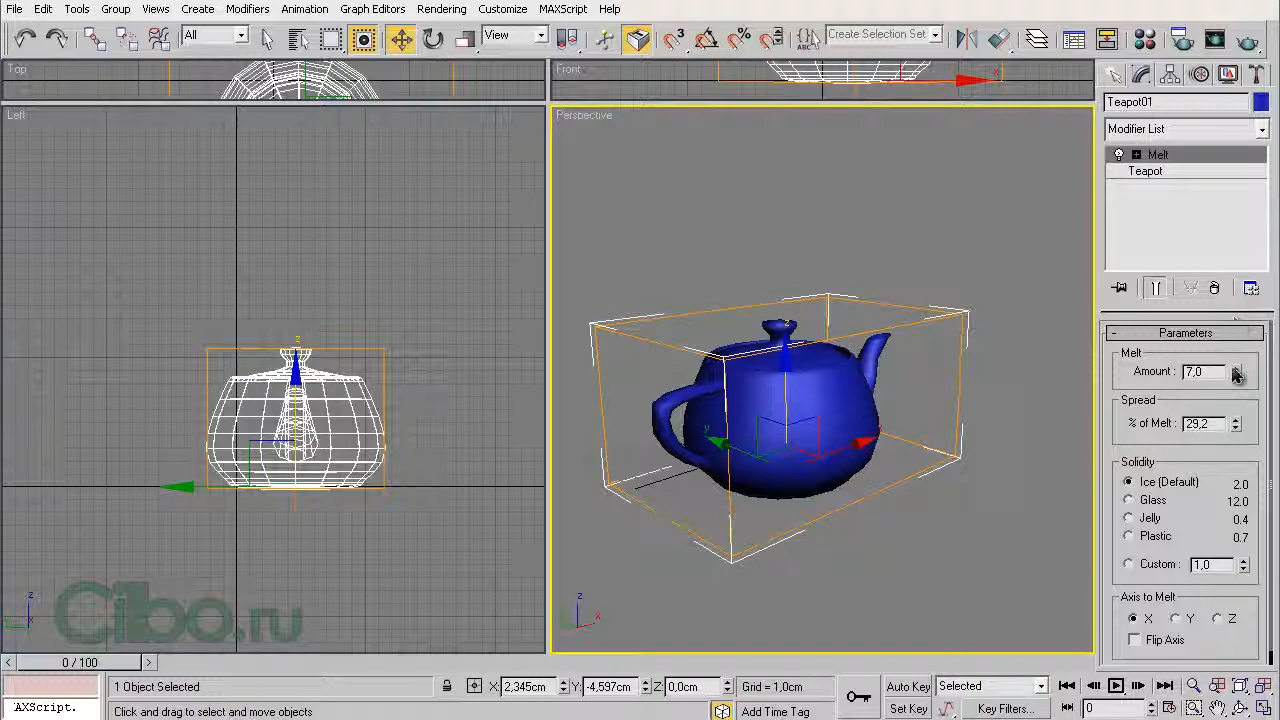 File Edit Tools Group Views Create Modifiers Animation Graph Editors Rendering Customize MAXScript Help
All View Create Selection Set
Top Front
Left Perspective
Teapot01
Modifier List
Melt
Teapot
Parameters
Melt
Amount : 7,0
Spread
% of Melt : 29,2
Solidity
Ice (Default) 2.0
Glass 12.0
Jelly 0.4
Plastic 0.7
Custom : 1,0
Axis to Melt
X Y Z
Flip Axis
z
y
z
x
z
x
Cibo.ru
0 / 100
1 Object Selected X: 2,345cm Y: -4,597cm Z: 0,0cm Grid = 1,0cm Auto Key Selected
AXScript. Click and drag to select and move objects Add Time Tag Set Key Key Filters... 0